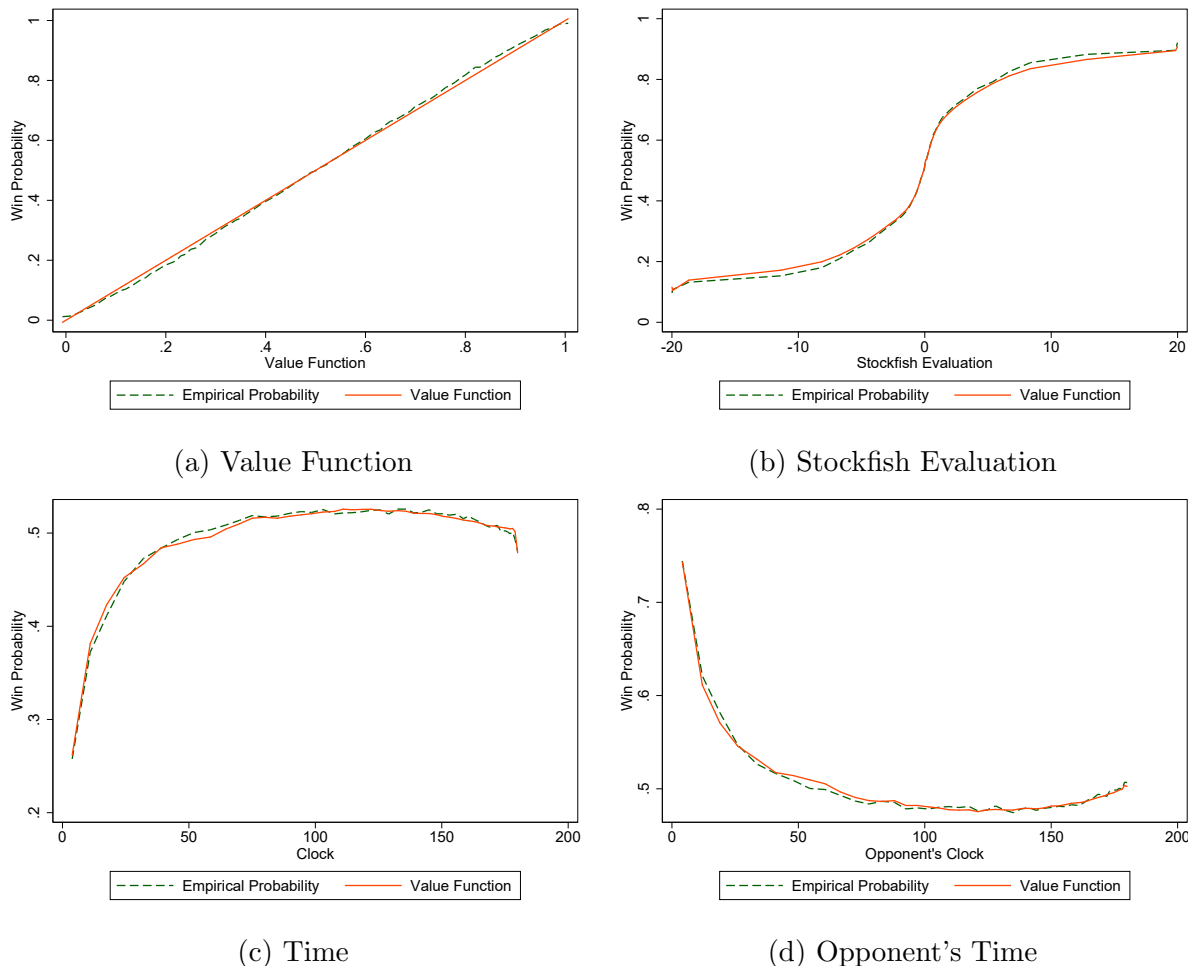 Win Probability
0 .2 .4 .6 .8 1
0 .2 .4 .6 .8 1
Value Function
Empirical Probability Value Function
(a) Value Function
Win Probability
0 .2 .4 .6 .8 1
-20 -10 0 10 20
Stockfish Evaluation
Empirical Probability Value Function
(b) Stockfish Evaluation
Win Probability
.2 .3 .4 .5
0 50 100 150 200
Clock
Empirical Probability Value Function
(c) Time
Win Probability
.5 .6 .7 .8
0 50 100 150 200
Opponent's Clock
Empirical Probability Value Function
(d) Opponent's Time